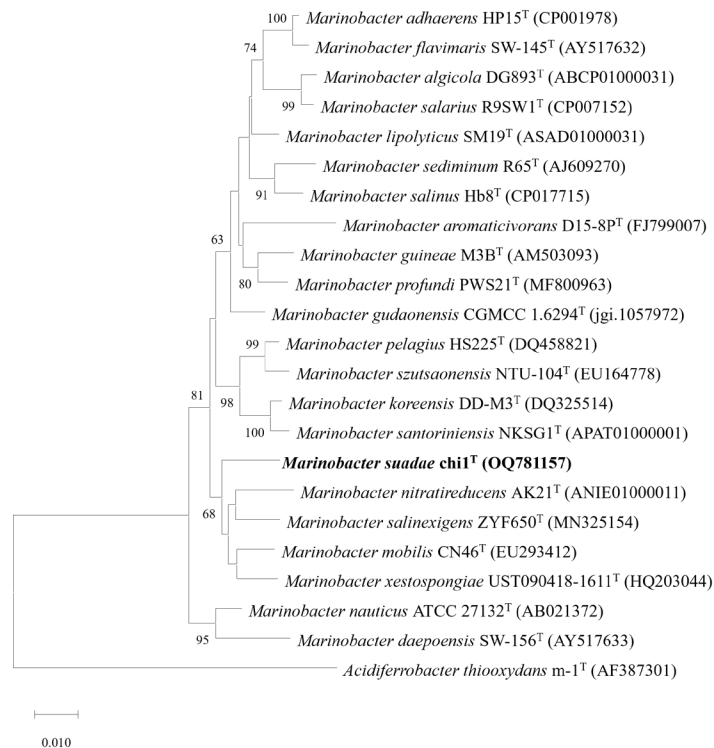 100 Marinobacter adhaerens HP15ᵀ (CP001978)
74 Marinobacter flavimaris SW-145ᵀ (AY517632)
Marinobacter algicola DG893ᵀ (ABCP01000031)
99 Marinobacter salarius R9SW1ᵀ (CP007152)
Marinobacter lipolyticus SM19ᵀ (ASAD01000031)
Marinobacter sediminum R65ᵀ (AJ609270)
91 Marinobacter salinus Hb8ᵀ (CP017715)
Marinobacter aromaticivorans D15-8Pᵀ (FJ799007)
63 Marinobacter guineae M3Bᵀ (AM503093)
80 Marinobacter profundi PWS21ᵀ (MF800963)
Marinobacter gudaonensis CGMCC 1.6294ᵀ (jgi.1057972)
99 Marinobacter pelagius HS225ᵀ (DQ458821)
Marinobacter szutsaonensis NTU-104ᵀ (EU164778)
81 98 Marinobacter koreensis DD-M3ᵀ (DQ325514)
100 Marinobacter santoriniensis NKSG1ᵀ (APAT01000001)
Marinobacter suadae chi1ᵀ (OQ781157)
Marinobacter nitratireducens AK21ᵀ (ANIE01000011)
68 Marinobacter salinexigens ZYF650ᵀ (MN325154)
Marinobacter mobilis CN46ᵀ (EU293412)
Marinobacter xestospongiae UST090418-1611ᵀ (HQ203044)
Marinobacter nauticus ATCC 27132ᵀ (AB021372)
95 Marinobacter daepoensis SW-156ᵀ (AY517633)
Acidiferrobacter thiooxydans m-1ᵀ (AF387301)
0.010